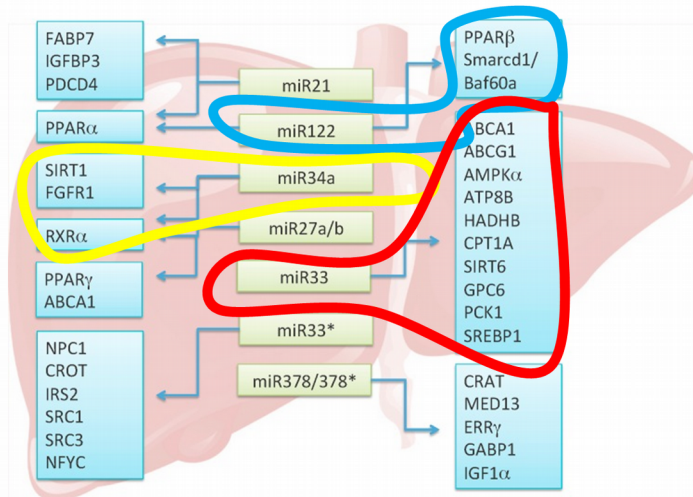 FABP7
IGFBP3
PDCD4
PPARα
SIRT1
FGFR1
RXRα
PPARγ
ABCA1
NPC1
CROT
IRS2
SRC1
SRC3
NFYC
miR21
miR122
miR34a
miR27a/b
miR33
miR33*
miR378/378*
PPARβ
Smarcd1/
Baf60a
ABCA1
ABCG1
AMPKα
ATP8B
HADHB
CPT1A
SIRT6
GPC6
PCK1
SREBP1
CRAT
MED13
ERRγ
GABP1
IGF1α